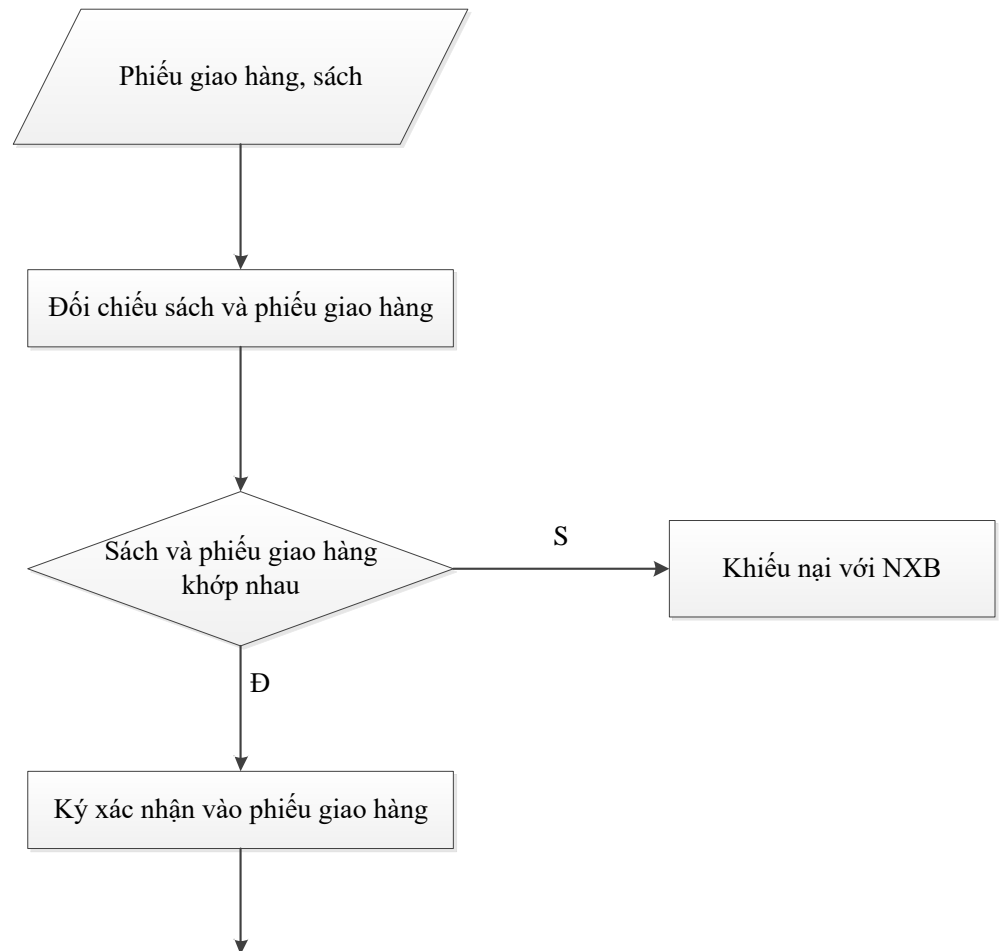 Phiếu giao hàng, sách
Đối chiếu sách và phiếu giao hàng
Sách và phiếu giao hàng
khớp nhau
S
Khiếu nại với NXB
Đ
Ký xác nhận vào phiếu giao hàng